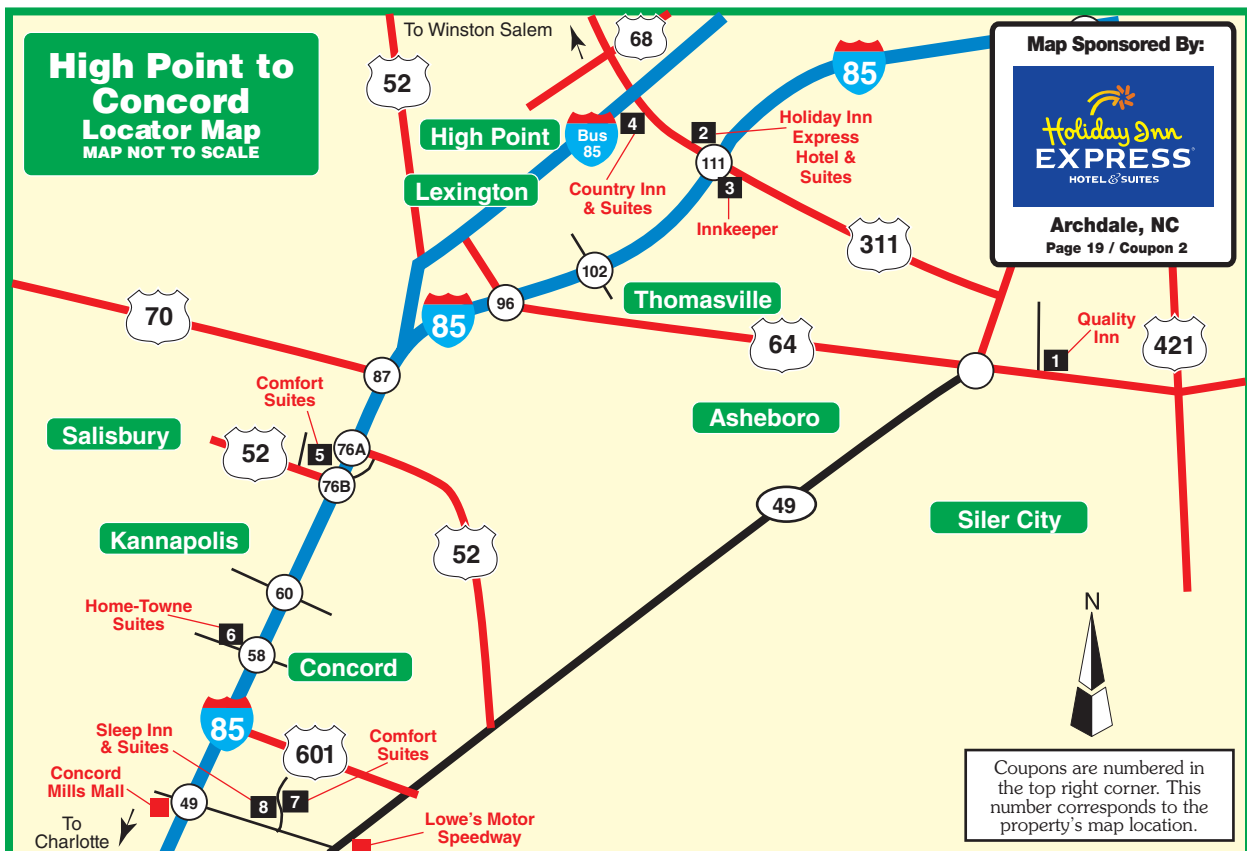 High Point to
Concord
Locator Map
MAP NOT TO SCALE
To Winston Salem
68
52
85
Map Sponsored By:
Holiday Inn
EXPRESS
HOTEL & SUITES
Archdale, NC
Page 19 / Coupon 2
High Point
Bus
85
4
2
Holiday Inn
Express
Hotel &
Suites
111
3
Lexington
Country Inn
& Suites
Innkeeper
311
102
Thomasville
96
85
70
64
Quality
Inn
1
421
87
Comfort
Suites
Asheboro
Salisbury
52
5
76A
76B
49
Siler City
Kannapolis
52
60
Home-Towne
Suites
6
58
Concord
N
85
Sleep Inn
& Suites
601
Comfort
Suites
Concord
Mills Mall
49
8
7
To
Charlotte
Lowe's Motor
Speedway
Coupons are numbered in
the top right corner. This
number corresponds to the
property's map location.